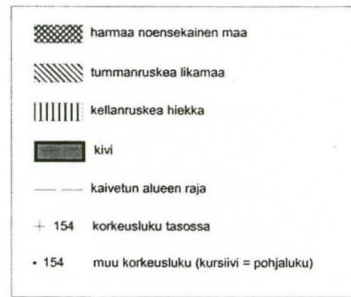 harmaa noensekainen maa
tummanruskea likamaa
kellanruskea hiekka
kivi
kaivetun alueen raja
+ 154 korkeusluku tasossa
• 154 muu korkeusluku (kursiivi = pohjaluku)